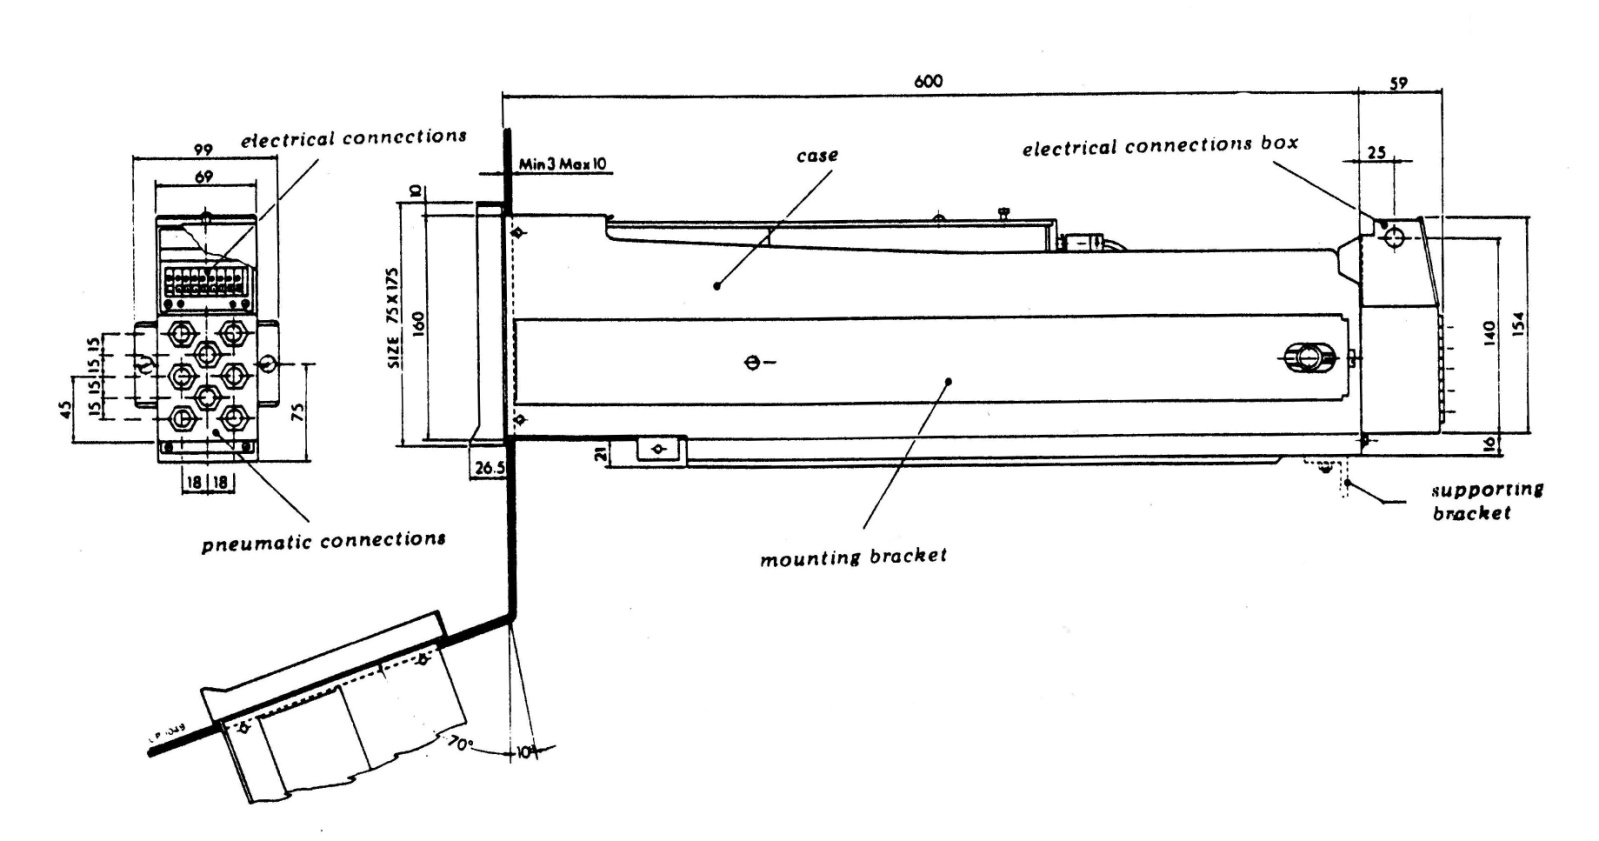 600
59
electrical connections
99
69
Min3 Max10
case
electrical connections box
25
10
SIZE 75X175
160
140
154
15
15
15
15
45
75
18
18
26.5
21
16
supporting
bracket
pneumatic connections
mounting bracket
70°
10°